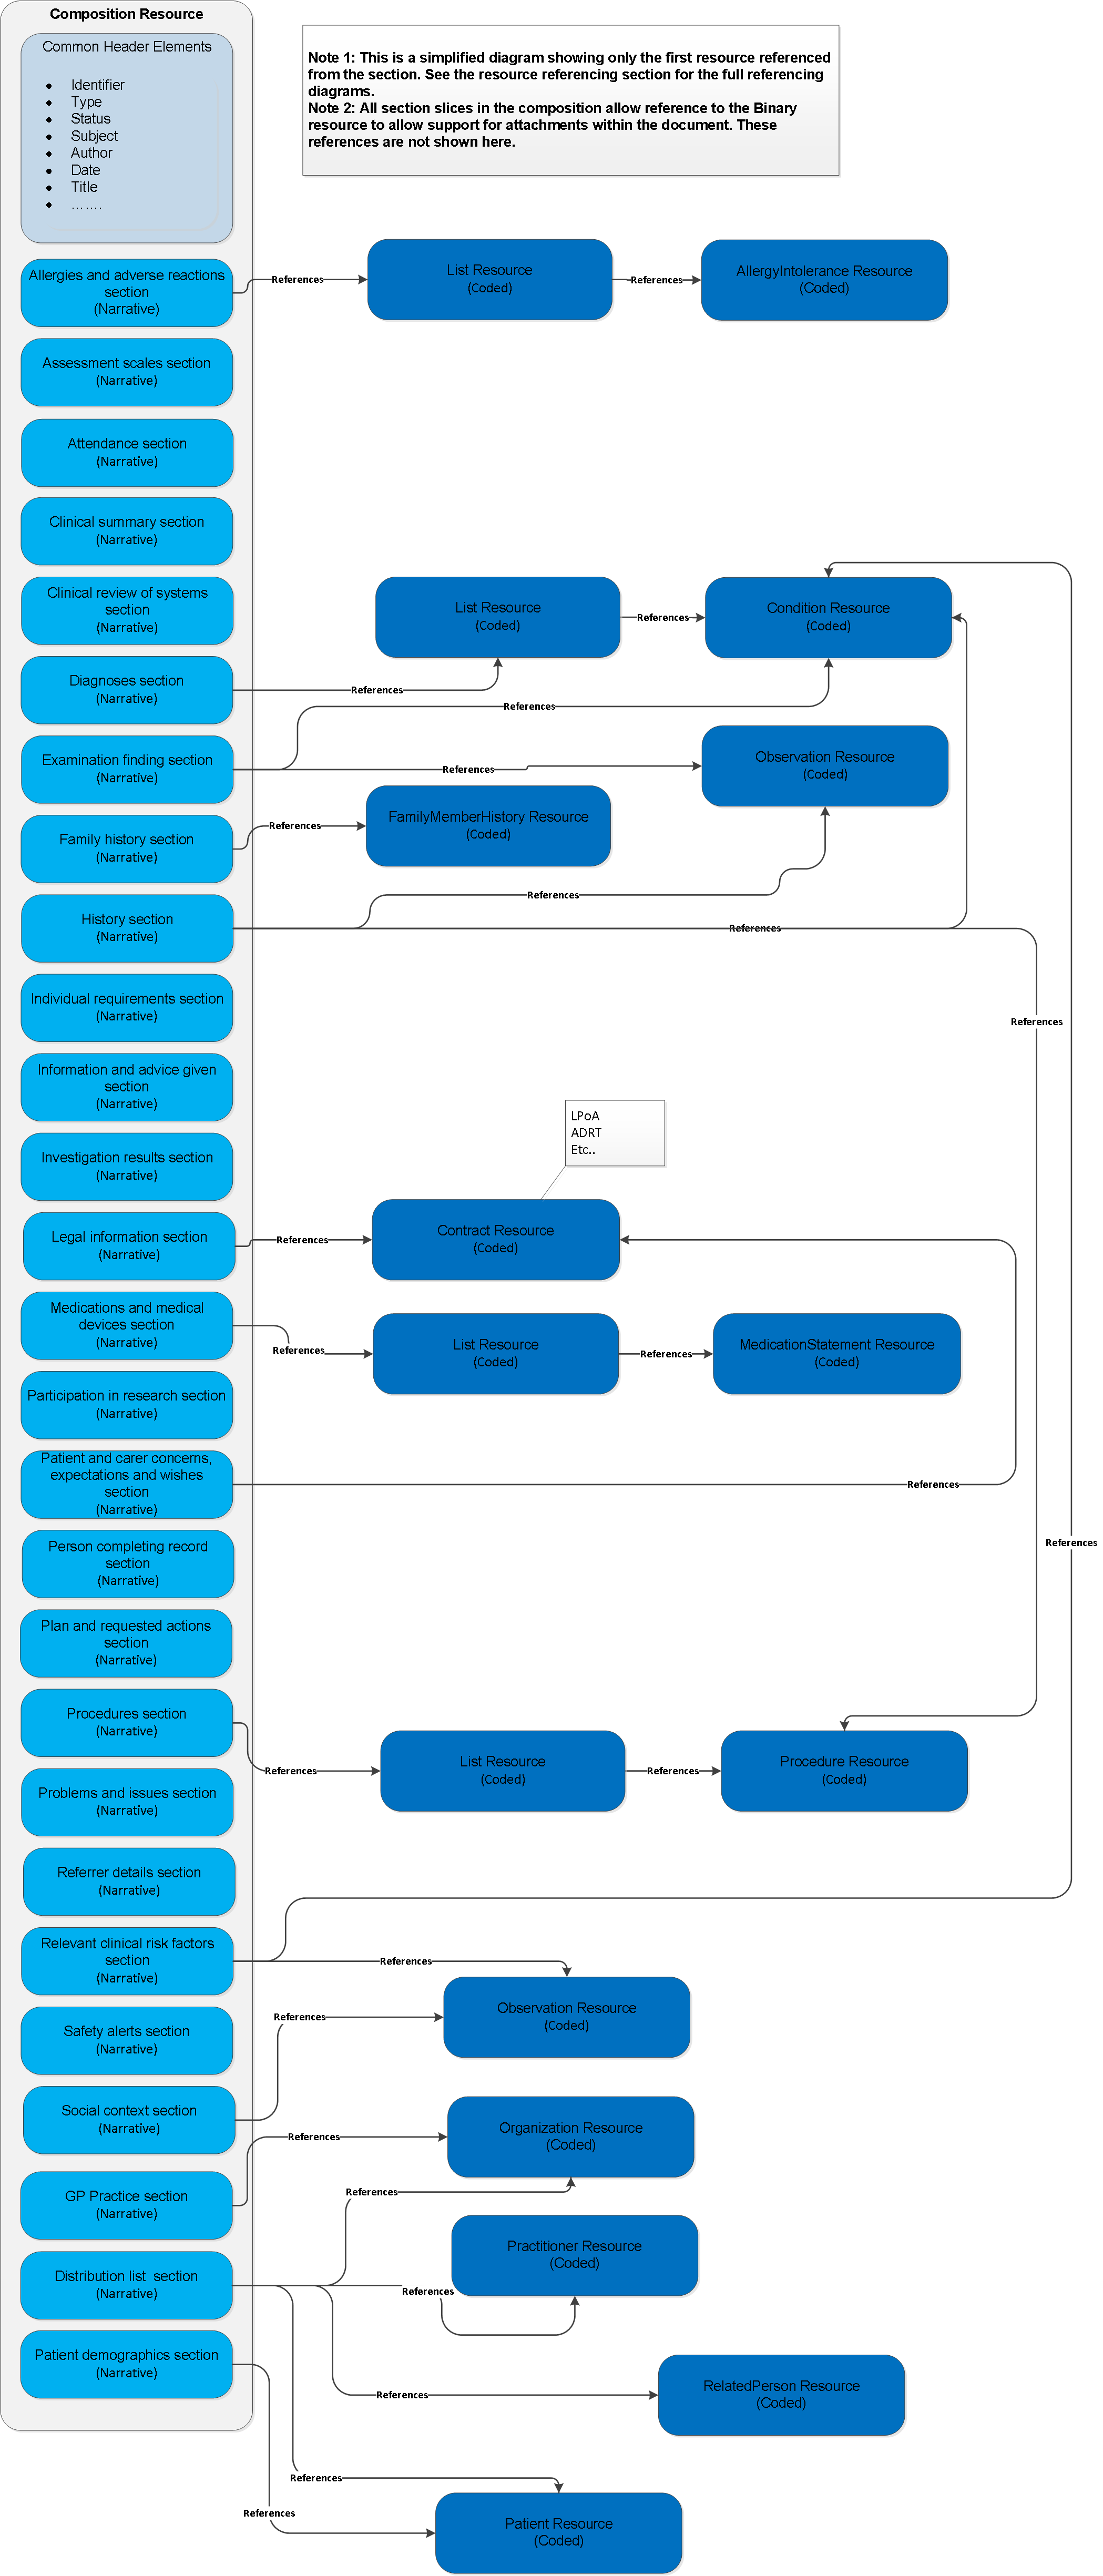 Composition Resource
Common Header Elements
● Identifier
● Type
● Status
● Subject
● Author
● Date
● Title
● …….
Note 1: This is a simplified diagram showing only the first resource referenced
from the section. See the resource referencing section for the full referencing
diagrams.
Note 2: All section slices in the composition allow reference to the Binary
resource to allow support for attachments within the document. These
references are not shown here.
Allergies and adverse reactions
section
(Narrative)
References
List Resource
(Coded)
References
AllergyIntolerance Resource
(Coded)
Assessment scales section
(Narrative)
Attendance section
(Narrative)
Clinical summary section
(Narrative)
Clinical review of systems
section
(Narrative)
List Resource
(Coded)
References
Condition Resource
(Coded)
Diagnoses section
(Narrative)
References
References
Examination finding section
(Narrative)
References
Observation Resource
(Coded)
Family history section
(Narrative)
References
FamilyMemberHistory Resource
(Coded)
References
History section
(Narrative)
References
Individual requirements section
(Narrative)
References
Information and advice given
section
(Narrative)
LPoA
ADRT
Etc..
Investigation results section
(Narrative)
Legal information section
(Narrative)
References
Contract Resource
(Coded)
Medications and medical
devices section
(Narrative)
References
List Resource
(Coded)
References
MedicationStatement Resource
(Coded)
Participation in research section
(Narrative)
Patient and carer concerns,
expectations and wishes
section
(Narrative)
References
Person completing record
section
(Narrative)
References
Plan and requested actions
section
(Narrative)
Procedures section
(Narrative)
References
List Resource
(Coded)
References
Procedure Resource
(Coded)
Problems and issues section
(Narrative)
Referrer details section
(Narrative)
Relevant clinical risk factors
section
(Narrative)
References
Observation Resource
(Coded)
Safety alerts section
(Narrative)
References
Social context section
(Narrative)
Organization Resource
(Coded)
References
GP Practice section
(Narrative)
References
Practitioner Resource
(Coded)
Distribution list section
(Narrative)
References
Patient demographics section
(Narrative)
References
RelatedPerson Resource
(Coded)
References
References
Patient Resource
(Coded)